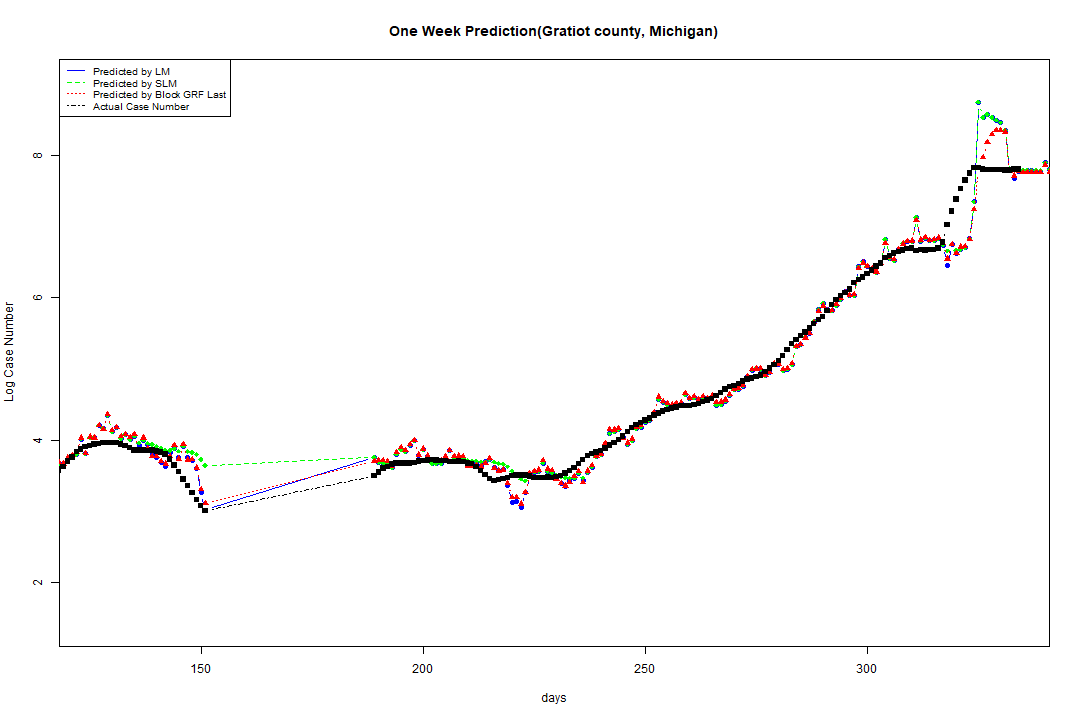 One Week Prediction(Gratiot county, Michigan)
Predicted by LM
Predicted by SLM
Predicted by Block GRF Last
Actual Case Number
8
6
4
2
Log Case Number
150 200 250 300
days